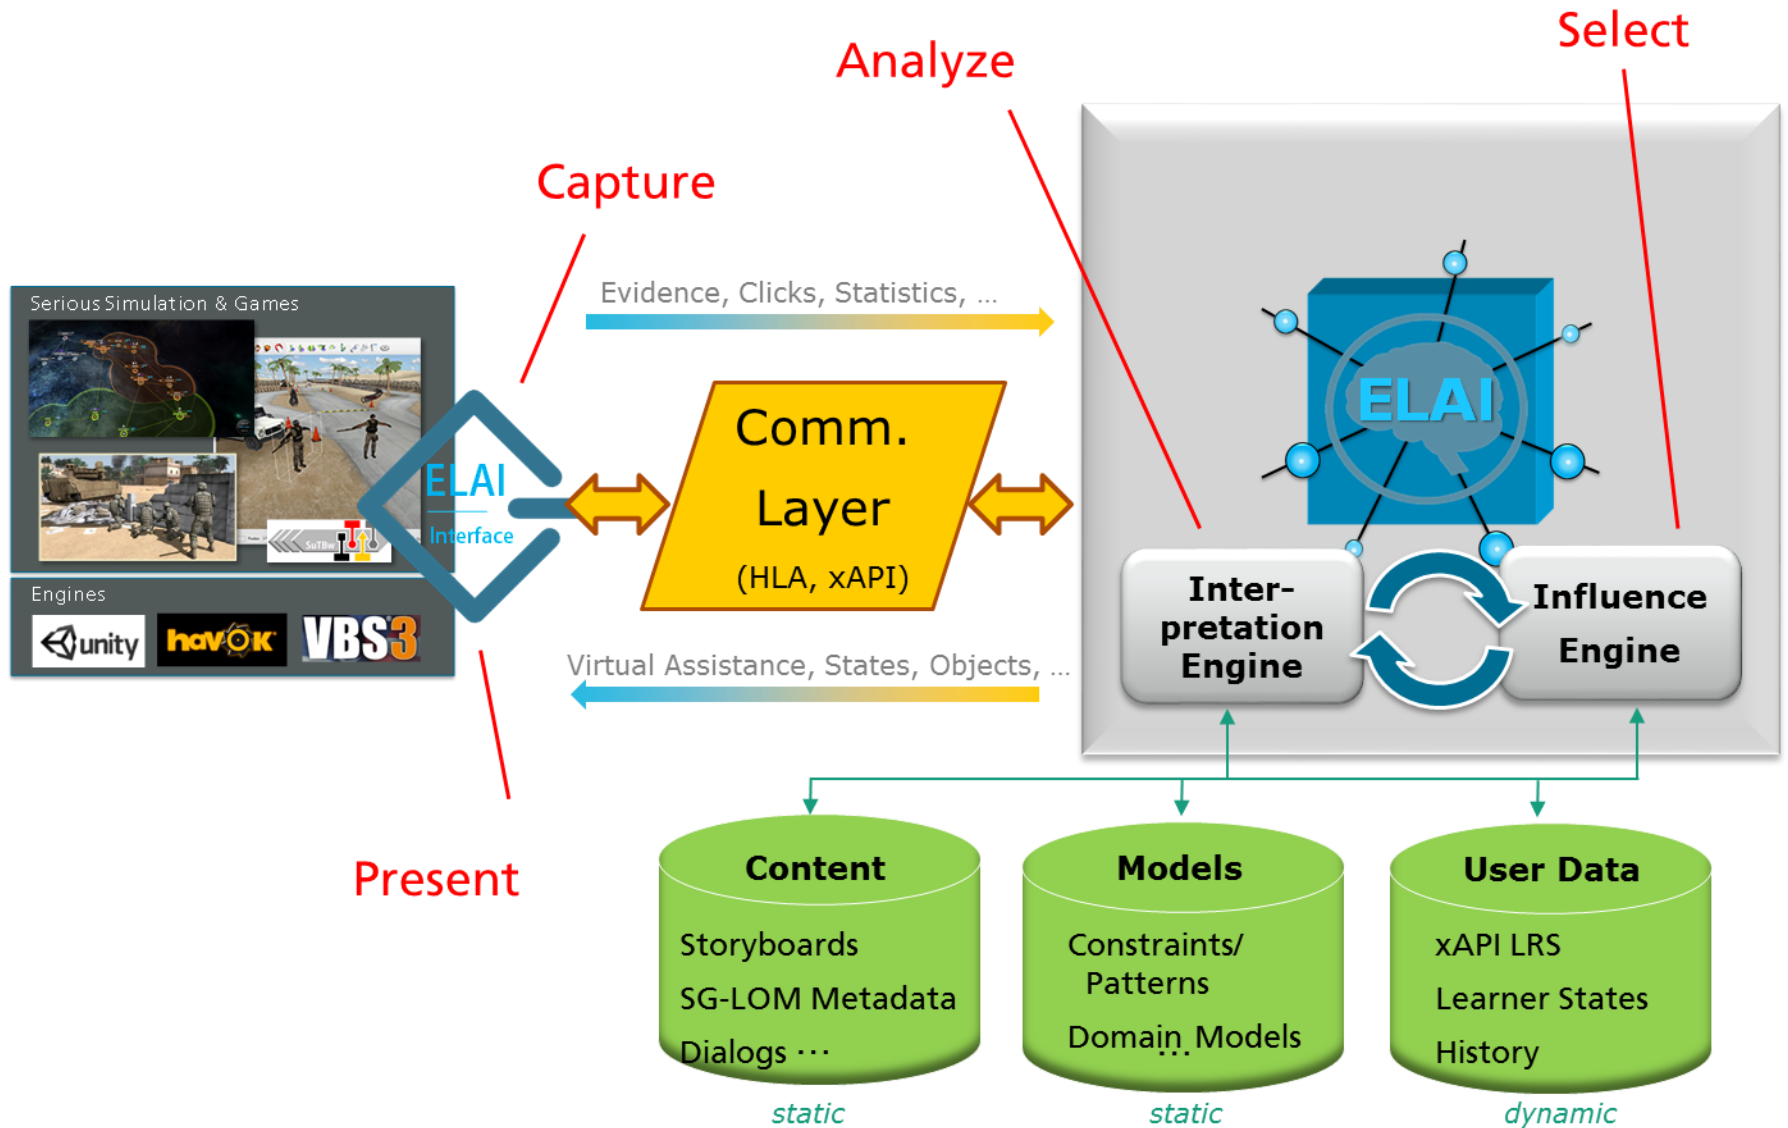 Select
Analyze
Capture
Evidence, Clicks, Statistics, ...
Serious Simulation & Games
ELAI
Interface
SuTBw
Engines
unity
havok
VBS3
Comm.
Layer
(HLA, xAPI)
Virtual Assistance, States, Objects, ...
ELAI
Inter-
pretation
Engine
Influence
Engine
Present
Content
Storyboards
SG-LOM Metadata
Dialogs ...
static
Models
Constraints/
Patterns
Domain Models
...
static
User Data
xAPI LRS
Learner States
History
dynamic